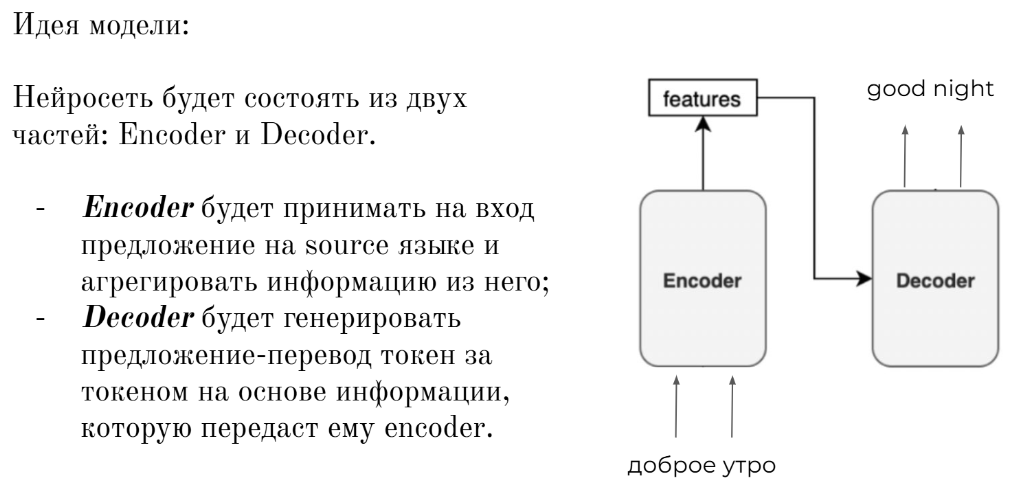 Идея модели:
Нейросеть будет состоять из двух
частей: Encoder и Decoder.
- Encoder будет принимать на вход
предложение на source языке и
агрегировать информацию из него;
- Decoder будет генерировать
предложение-перевод токен за
токеном на основе информации,
которую передаст ему encoder.
features
good night
Encoder
Decoder
доброе утро